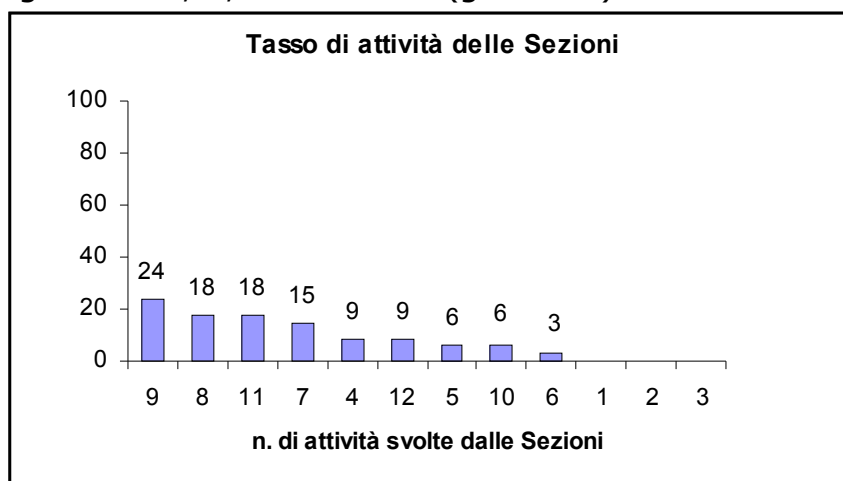 Tasso di attività delle Sezioni
100
80
60
40
20
0
24 18 18 15 9 9 6 6 3
9 8 11 7 4 12 5 10 6 1 2 3
n. di attività svolte dalle Sezioni